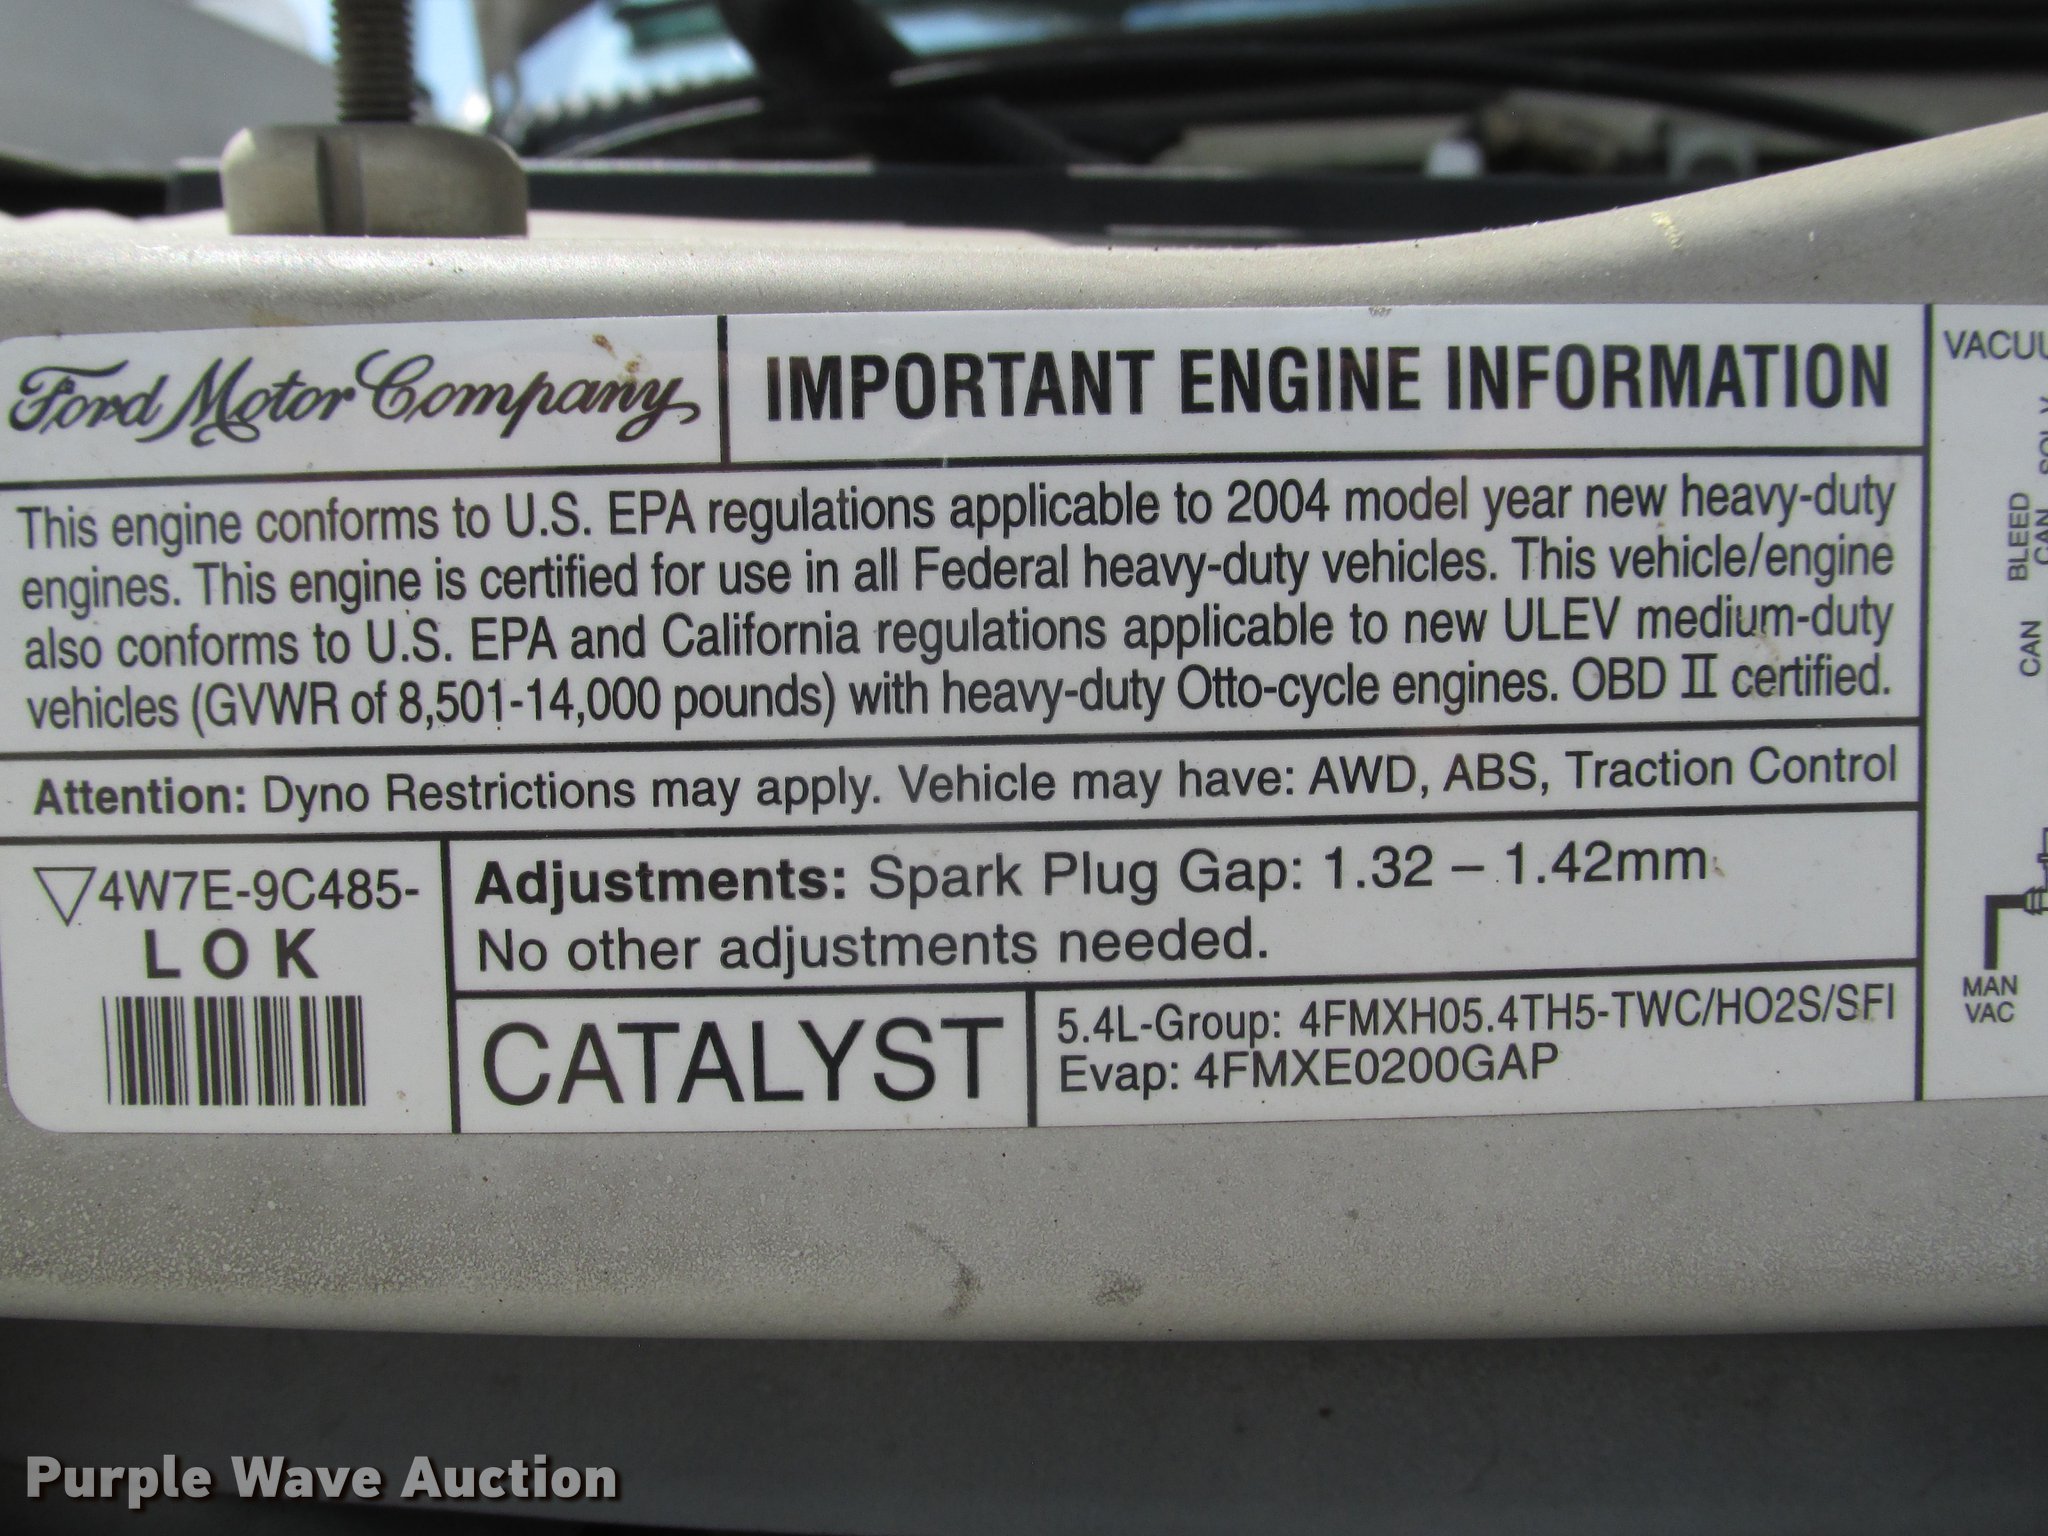 Ford Motor Company
IMPORTANT ENGINE INFORMATION
This engine conforms to U.S. EPA regulations applicable to 2004 model year new heavy-duty
engines. This engine is certified for use in all Federal heavy-duty vehicles. This vehicle/engine
also conforms to U.S. EPA and California regulations applicable to new ULEV medium-duty
vehicles (GVWR of 8,501-14,000 pounds) with heavy-duty Otto-cycle engines. OBD II certified.
Attention: Dyno Restrictions may apply. Vehicle may have: AWD, ABS, Traction Control
▽4W7E-9C485-
LOK
Adjustments: Spark Plug Gap: 1.32 – 1.42mm
No other adjustments needed.
CATALYST
5.4L-Group: 4FMXH05.4TH5-TWC/HO2S/SFI
Evap: 4FMXE0200GAP
CAN BLEED
CAN
MAN
VAC
Purple Wave Auction